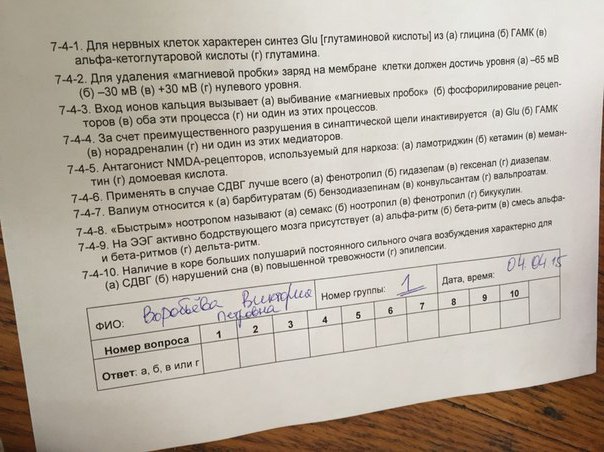 7-4-1. Для нервных клеток характерен синтез Glu [глутаминовой кислоты] из (а) глицина (б) ГАМК (в)
альфа-кетоглутаровой кислоты (г) глутамина.
7-4-2. Для удаления «магниевой пробки» заряд на мембране клетки должен достичь уровня (а) –65 мВ
(б) –30 мВ (в) +30 мВ (г) нулевого уровня.
7-4-3. Вход ионов кальция вызывает (а) выбивание «магниевых пробок» (б) фосфорилирование рецеп-
торов (в) оба эти процесса (г) ни один из этих процессов.
7-4-4. За счет преимущественного разрушения в синаптической щели инактивируется (а) Glu (б) ГАМК
(в) норадреналин (г) ни один из этих медиаторов.
7-4-5. Антагонист NMDA-рецепторов, используемый для наркоза: (а) ламотриджин (б) кетамин (в) меман-
тин (г) домоевая кислота.
7-4-6. Применять в случае СДВГ лучше всего (а) фенотропил (б) гидазепам (в) гексенал (г) диазепам.
7-4-7. Валиум относится к (а) барбитуратам (б) бензодиазепинам (в) конвульсантам (г) вальпроатам.
7-4-8. «Быстрым» ноотропом называют (а) семакс (б) ноотропил (в) фенотропил (г) бикукулин.
7-4-9. На ЭЭГ активно бодрствующего мозга присутствует (а) альфа-ритм (б) бета-ритм (в) смесь альфа-
и бета-ритмов (г) дельта-ритм.
7-4-10. Наличие в коре больших полушарий постоянного сильного очага возбуждения характерно для
(а) СДВГ (б) нарушений сна (в) повышенной тревожности (г) эпилепсии.
ФИО: Воробьёва Виктория Петровна Номер группы: 1 Дата, время: 04.04.15
Номер вопроса 1 2 3 4 5 6 7 8 9 10
Ответ: а, б, в или г